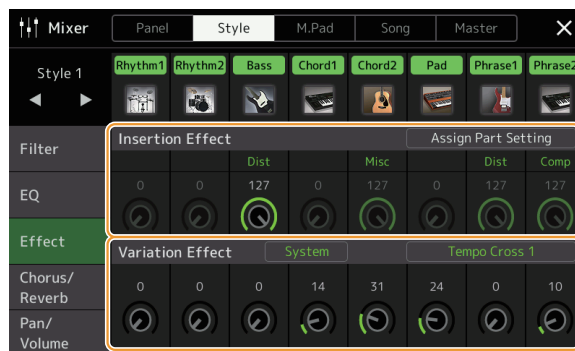 Mixer
Panel Style M.Pad Song Master ✕
Style 1
Rhythm1 Rhythm2 Bass Chord1 Chord2 Pad Phrase1 Phrase2
Filter
EQ
Effect
Chorus/
Reverb
Pan/
Volume
Insertion Effect Assign Part Setting
Dist Misc Dist Comp
0 0 127 0 127 0 127 127
Variation Effect System Tempo Cross 1
0 0 0 14 31 24 0 10